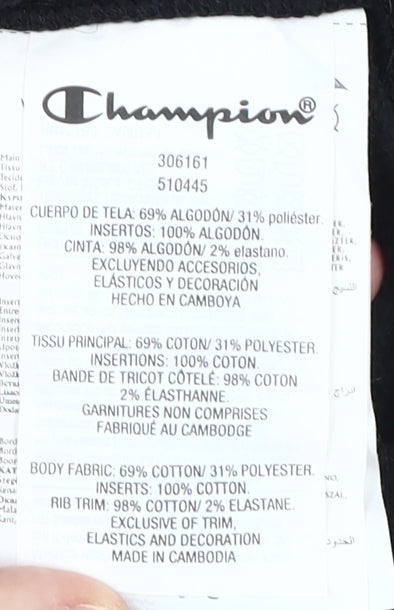 Champion®
306161
510445
CUERPO DE TELA: 69% ALGODÓN/ 31% poliéster.
INSERTOS: 100% ALGODÓN.
CINTA: 98% ALGODÓN/ 2% elastano.
EXCLUYENDO ACCESORIOS,
ELÁSTICOS Y DECORACIÓN
HECHO EN CAMBOYA
TISSU PRINCIPAL: 69% COTON/ 31% POLYESTER.
INSERTIONS: 100% COTON.
BANDE DE TRICOT CÔTELÉ: 98% COTON
2% ÉLASTHANNE.
GARNITURES NON COMPRISES
FABRIQUÉ AU CAMBODGE
BODY FABRIC: 69% COTTON/ 31% POLYESTER.
INSERTS: 100% COTTON.
RIB TRIM: 98% COTTON/ 2% ELASTANE.
EXCLUSIVE OF TRIM,
ELASTICS AND DECORATION
MADE IN CAMBODIA